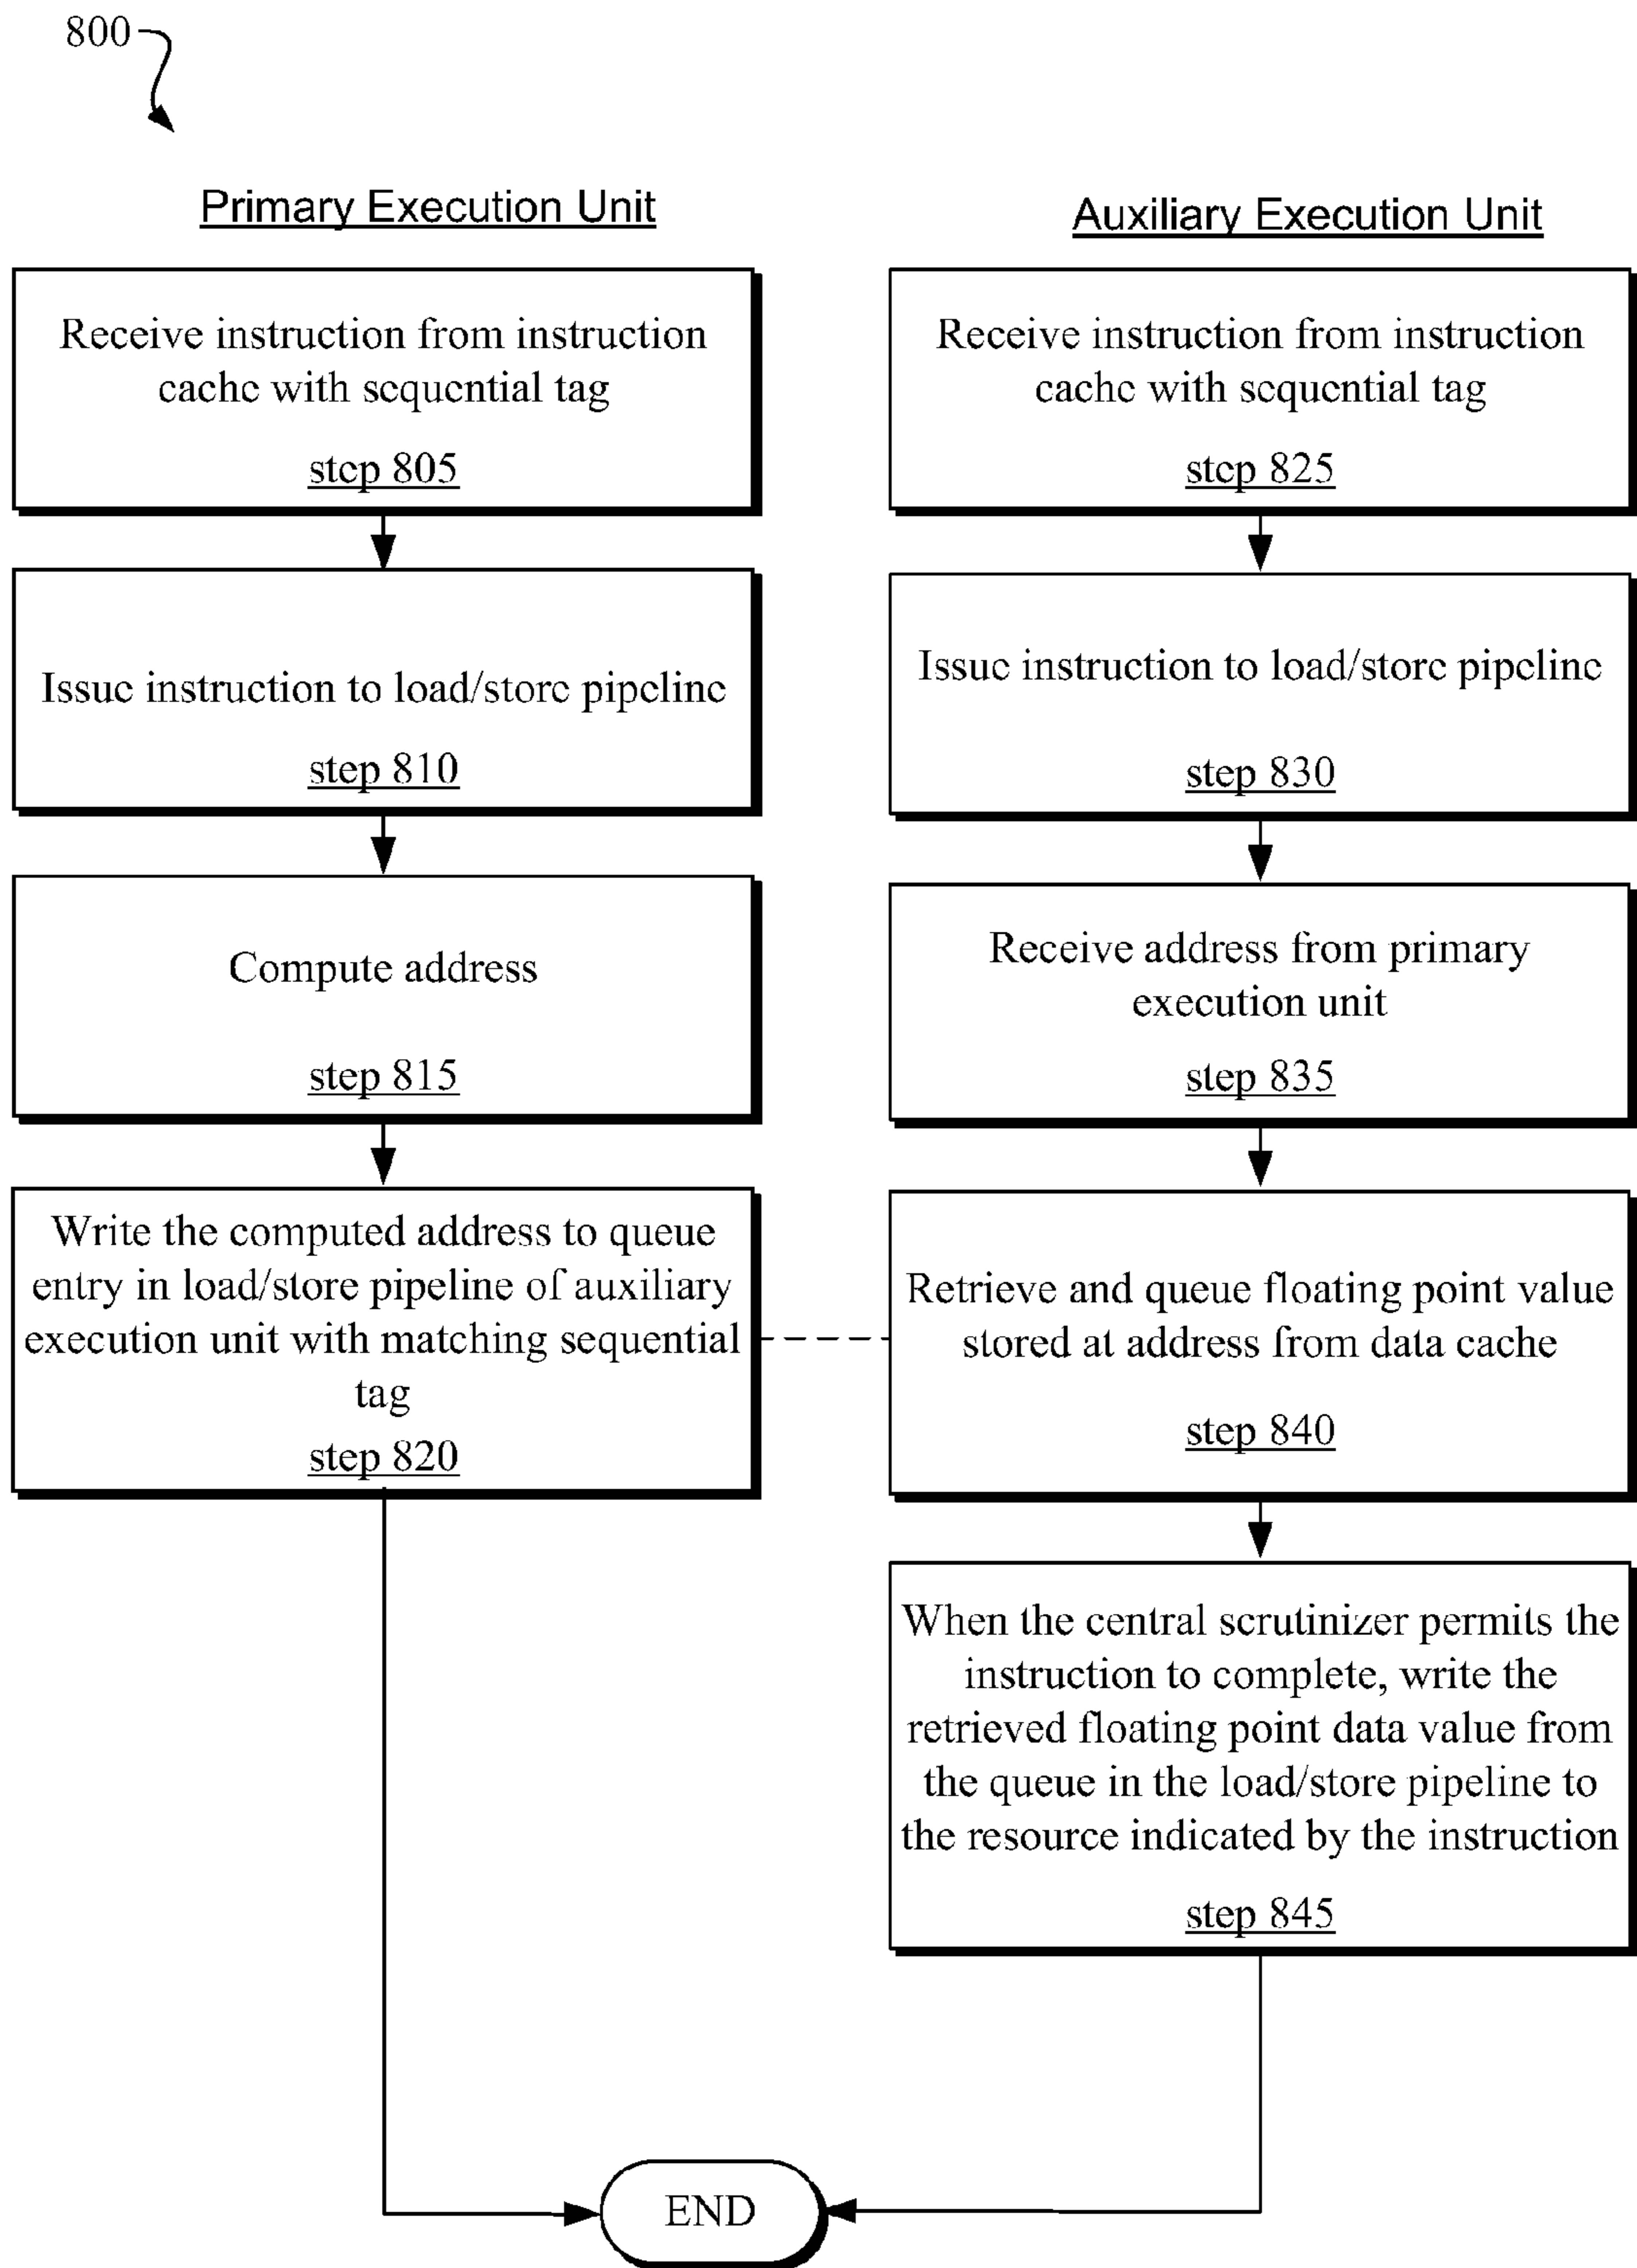 800
Primary Execution Unit
Receive instruction from instruction
cache with sequential tag
step 805
Issue instruction to load/store pipeline
step 810
Compute address
step 815
Write the computed address to queue
entry in load/store pipeline of auxiliary
execution unit with matching sequential
tag
step 820
Auxiliary Execution Unit
Receive instruction from instruction
cache with sequential tag
step 825
Issue instruction to load/store pipeline
step 830
Receive address from primary
execution unit
step 835
Retrieve and queue floating point value
stored at address from data cache
step 840
When the central scrutinizer permits the
instruction to complete, write the
retrieved floating point data value from
the queue in the load/store pipeline to
the resource indicated by the instruction
step 845
END